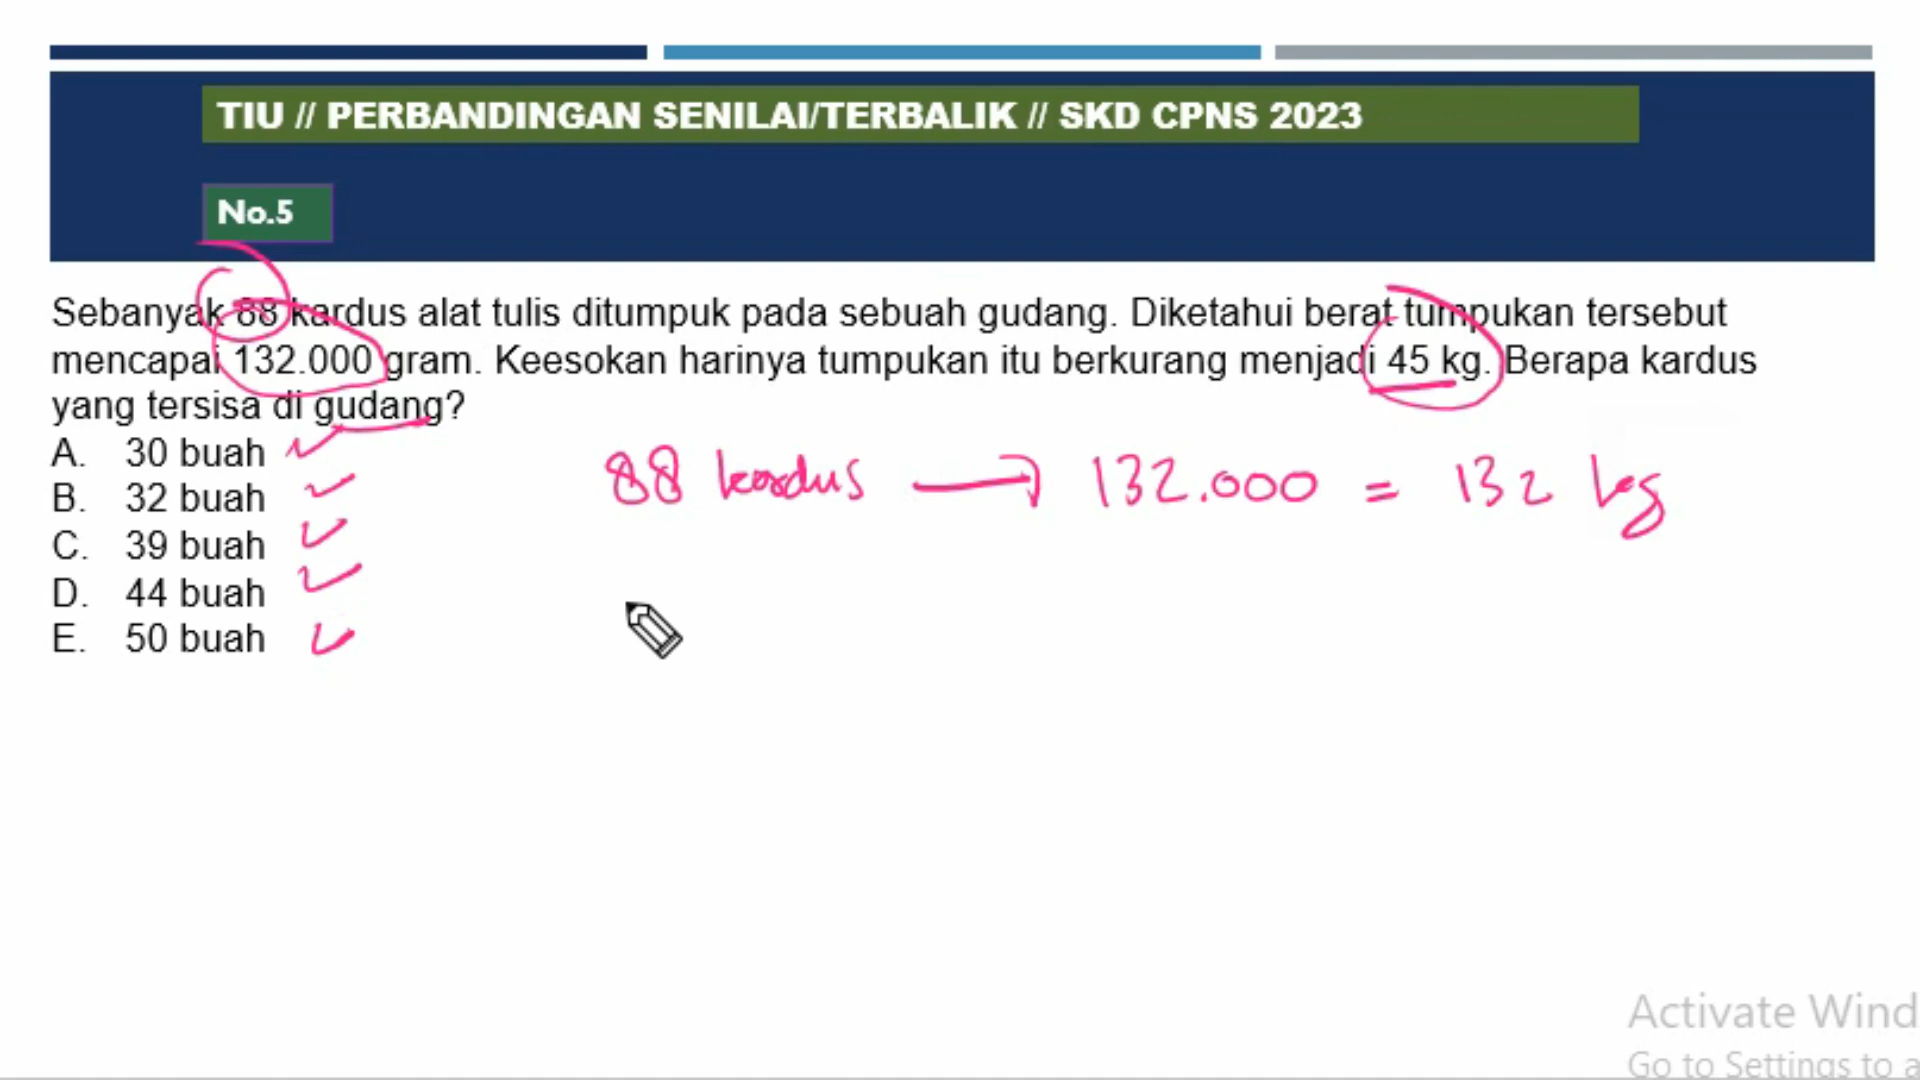 TIU // PERBANDINGAN SENILAI/TERBALIK // SKD CPNS 2023
No.5
Sebanyak 88 kardus alat tulis ditumpuk pada sebuah gudang. Diketahui berat tumpukan tersebut
mencapai 132.000 gram. Keesokan harinya tumpukan itu berkurang menjadi 45 kg. Berapa kardus
yang tersisa di gudang?
A. 30 buah
B. 32 buah
C. 39 buah
D. 44 buah
E. 50 buah
88 kardus → 132.000 = 132 kg
Activate Wind
Go to Settings to a